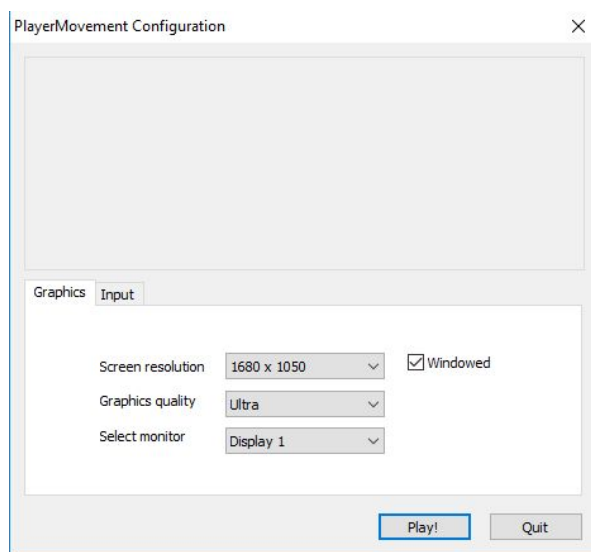 PlayerMovement Configuration
Graphics Input
Screen resolution 1680 x 1050 Windowed
Graphics quality Ultra
Select monitor Display 1
Play! Quit